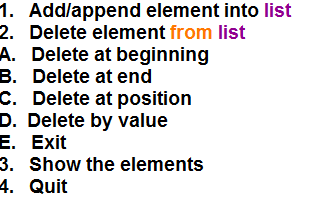 1. Add/append element into list
2. Delete element from list
A. Delete at beginning
B. Delete at end
C. Delete at position
D. Delete by value
E. Exit
3. Show the elements
4. Quit